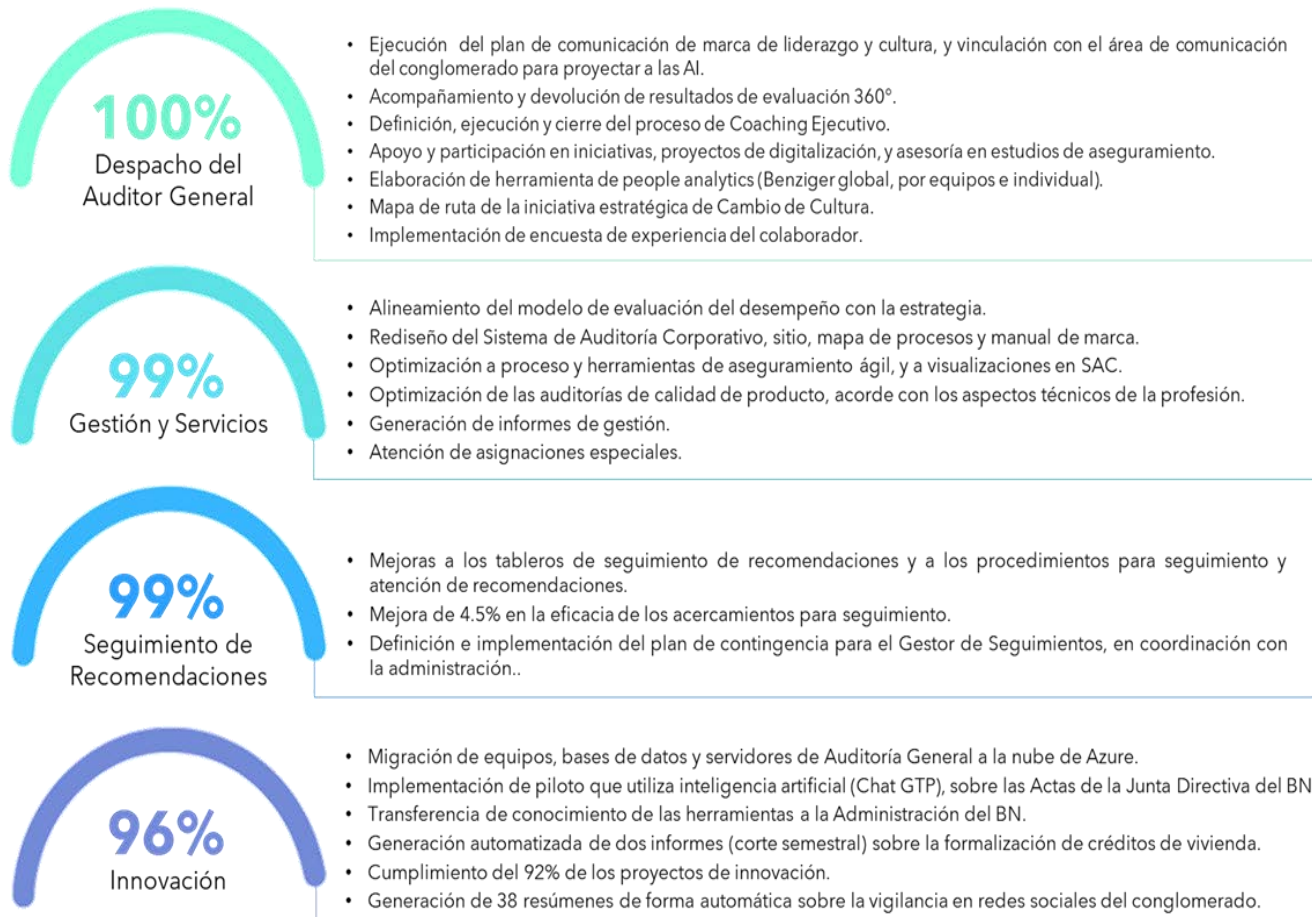 100%
Despacho del
Auditor General
• Ejecución del plan de comunicación de marca de liderazgo y cultura, y vinculación con el área de comunicación
del conglomerado para proyectar a las AI.
• Acompañamiento y devolución de resultados de evaluación 360°.
• Definición, ejecución y cierre del proceso de Coaching Ejecutivo.
• Apoyo y participación en iniciativas, proyectos de digitalización, y asesoría en estudios de aseguramiento.
• Elaboración de herramienta de people analytics (Benziger global, por equipos e individual).
• Mapa de ruta de la iniciativa estratégica de Cambio de Cultura.
• Implementación de encuesta de experiencia del colaborador.
99%
Gestión y Servicios
• Alineamiento del modelo de evaluación del desempeño con la estrategia.
• Rediseño del Sistema de Auditoría Corporativo, sitio, mapa de procesos y manual de marca.
• Optimización a proceso y herramientas de aseguramiento ágil, y a visualizaciones en SAC.
• Optimización de las auditorías de calidad de producto, acorde con los aspectos técnicos de la profesión.
• Generación de informes de gestión.
• Atención de asignaciones especiales.
99%
Seguimiento de
Recomendaciones
• Mejoras a los tableros de seguimiento de recomendaciones y a los procedimientos para seguimiento y
atención de recomendaciones.
• Mejora de 4.5% en la eficacia de los acercamientos para seguimiento.
• Definición e implementación del plan de contingencia para el Gestor de Seguimientos, en coordinación con
la administración..
96%
Innovación
• Migración de equipos, bases de datos y servidores de Auditoría General a la nube de Azure.
• Implementación de piloto que utiliza inteligencia artificial (Chat GTP), sobre las Actas de la Junta Directiva del BN
• Transferencia de conocimiento de las herramientas a la Administración del BN.
• Generación automatizada de dos informes (corte semestral) sobre la formalización de créditos de vivienda.
• Cumplimiento del 92% de los proyectos de innovación.
• Generación de 38 resúmenes de forma automática sobre la vigilancia en redes sociales del conglomerado.